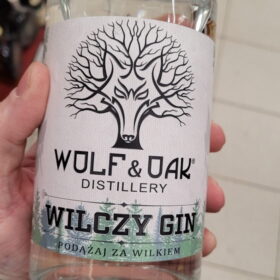 WOLF & OAK®
DISTILLERY
WILCZY GIN
PODĄŻAJ ZA WILKIEM